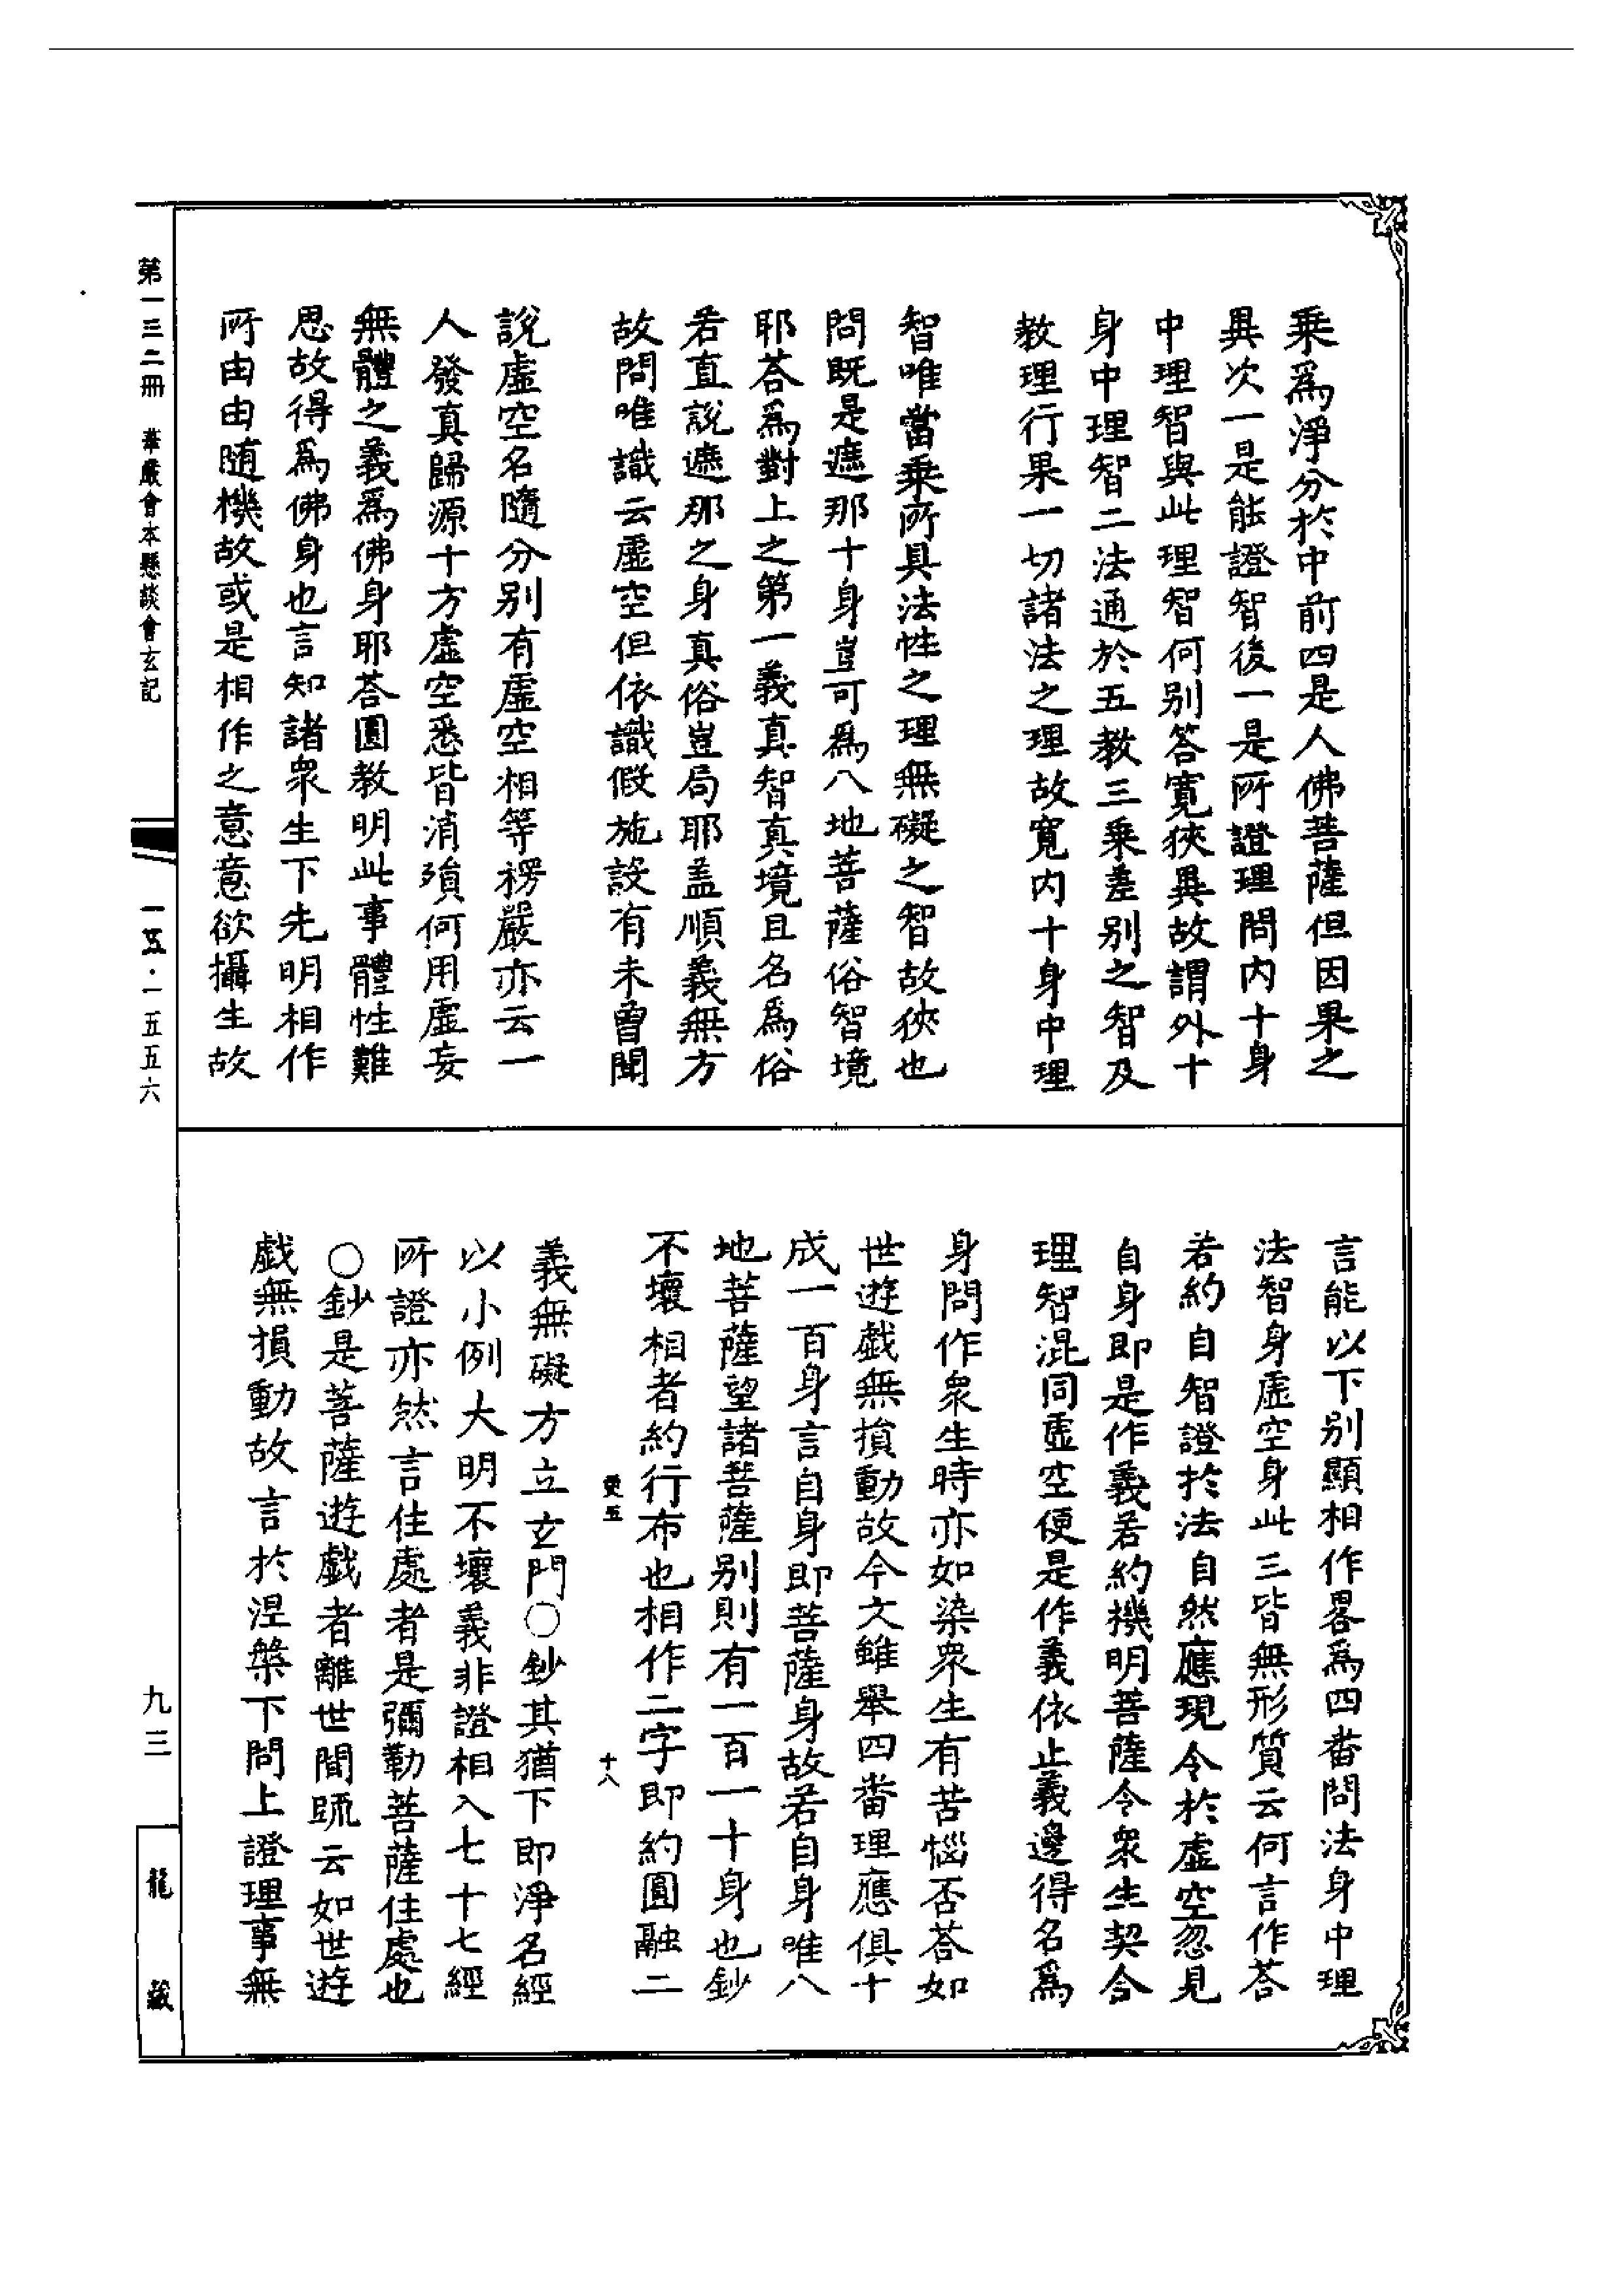 乘爲淨分於中前四是人佛菩薩但因果之
異次一是能證智後一是所證理問內十身
中理智與此理智何別答寬狹異故謂外十
身中理智二法通於五教三乘差別之智及
教理行果一切諸法之理故寬內十身中理
智唯當乘所具法性之理無礙之智故狹也
問既是遮那十身豈可爲八地菩薩俗智境
耶荅爲對上之第一義真智真境且名爲俗
若直說遮那之身真俗豈局耶盖順義無方
故問唯識云虛空但依識假施設有未曾聞
說虛空名隨分別有虛空相等楞嚴亦云一
人發真歸源十方虛空悉皆消殞何用虛妄
無體之義爲佛身耶荅圓教明此事體性難
思故得爲佛身也言知諸衆生下先明相作
所由由随機故或是相作之意意欲攝生故
言能以下別顯相作畧爲四番問法身中理
法智身虛空身此三皆無形質云何言作荅
若約自智證於法自然應現令於虛空忽見
自身即是作義若約機明菩薩令衆生契合
理智混同虛空便是作義依止義邊得名爲
身問作衆生時亦如染衆生有苦惱否荅如
世遊戲無損動故今文雖舉四番理應俱十
成一百身言自身即菩薩身故若自身唯八
地菩薩望諸菩薩別則有一百一十身也鈔
不壞相者約行布也相作二字即約圓融二
義無礙方立玄門○鈔其猶下即淨名經
以小例大明不壞義非證相入七十七經
所證亦然言住處者是彌勒菩薩住處也
○鈔是菩薩遊戲者離世間䟽云如世遊
戲無損動故言於涅槃下問上證理事無
更五
十八
第一三二冊 華嚴會本懸談會玄記
一五·一五五六
九三
龍藏